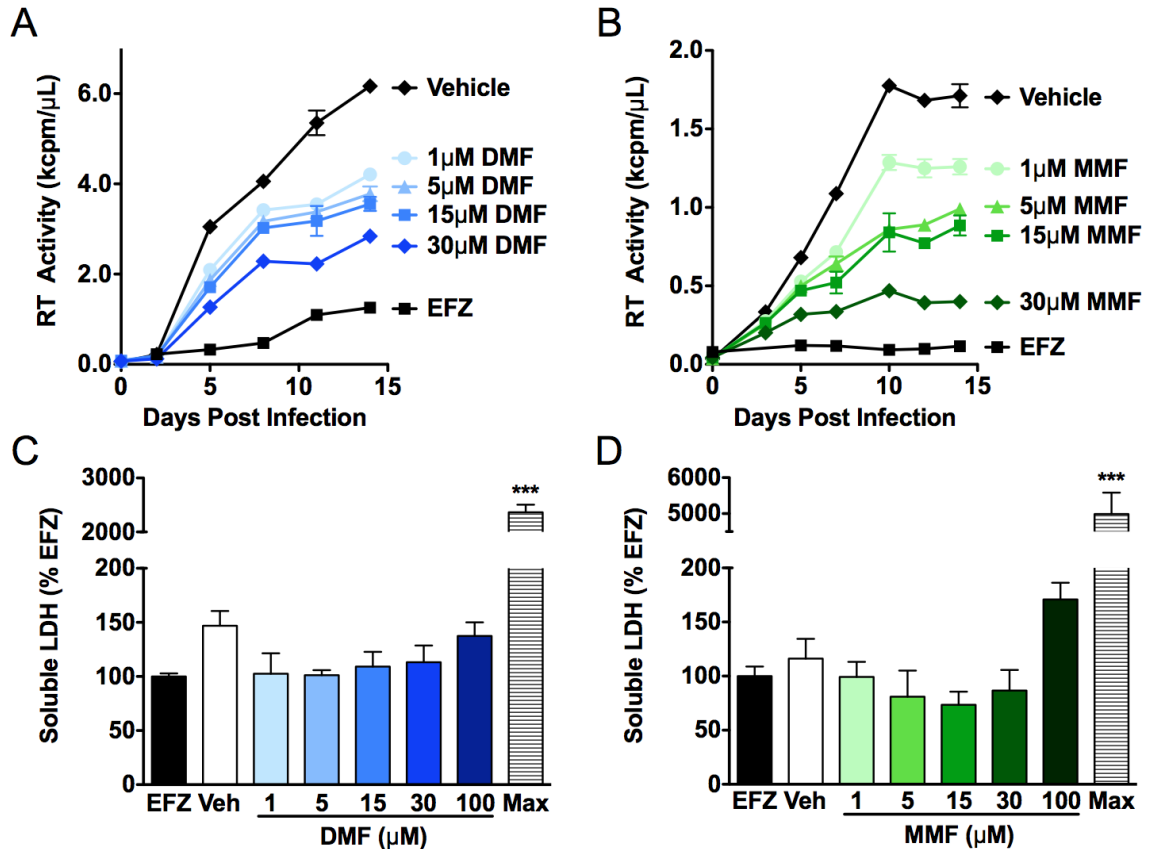 A
RT Activity (kcpm/µL)
6.0
4.0
2.0
0.0
0 5 10 15
Days Post Infection
Vehicle
1µM DMF
5µM DMF
15µM DMF
30µM DMF
EFZ
B
RT Activity (kcpm/µL)
2.0
1.5
1.0
0.5
0.0
0 5 10 15
Days Post Infection
Vehicle
1µM MMF
5µM MMF
15µM MMF
30µM MMF
EFZ
C
Soluble LDH (% EFZ)
3000
2000
200
150
100
50
0
***
EFZ Veh 1 5 15 30 100 Max
DMF (µM)
D
Soluble LDH (% EFZ)
6000
5000
200
150
100
50
0
***
EFZ Veh 1 5 15 30 100 Max
MMF (µM)